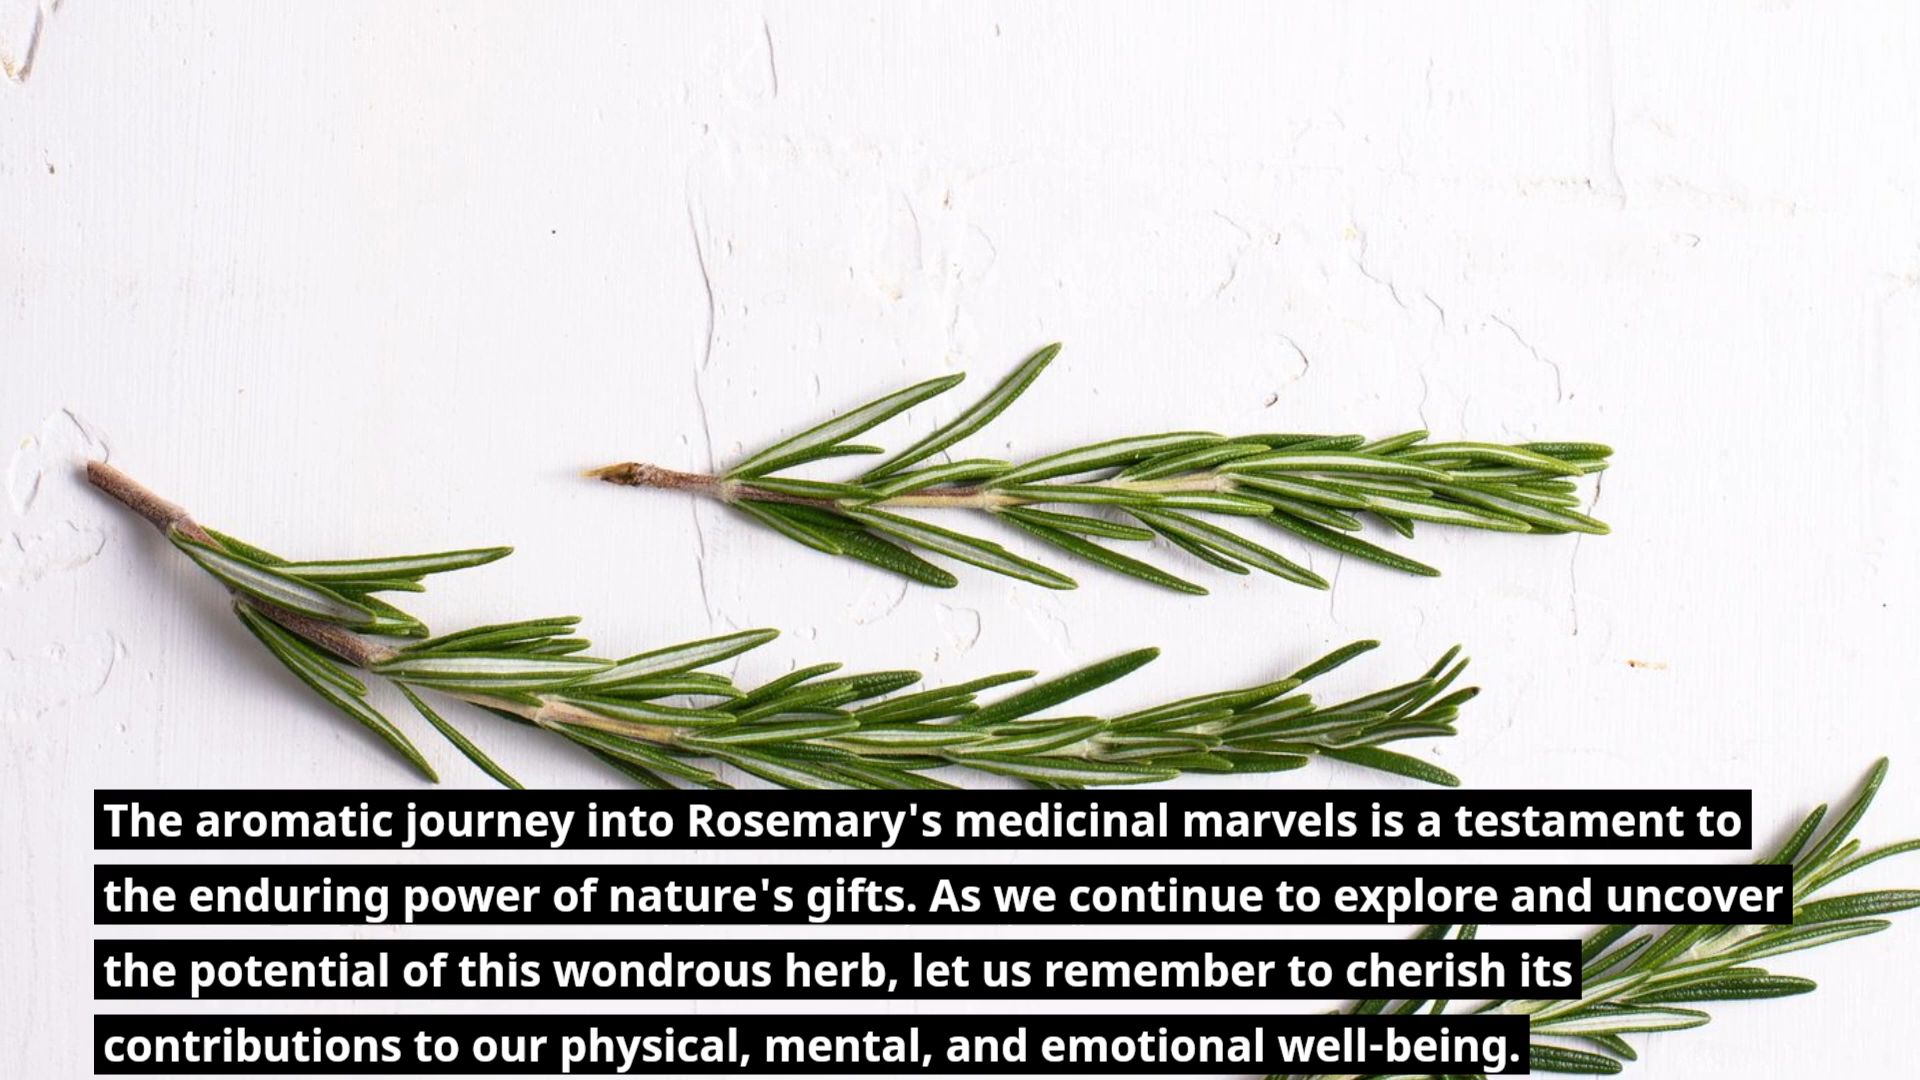 The aromatic journey into Rosemary's medicinal marvels is a testament to
the enduring power of nature's gifts. As we continue to explore and uncover
the potential of this wondrous herb, let us remember to cherish its
contributions to our physical, mental, and emotional well-being.